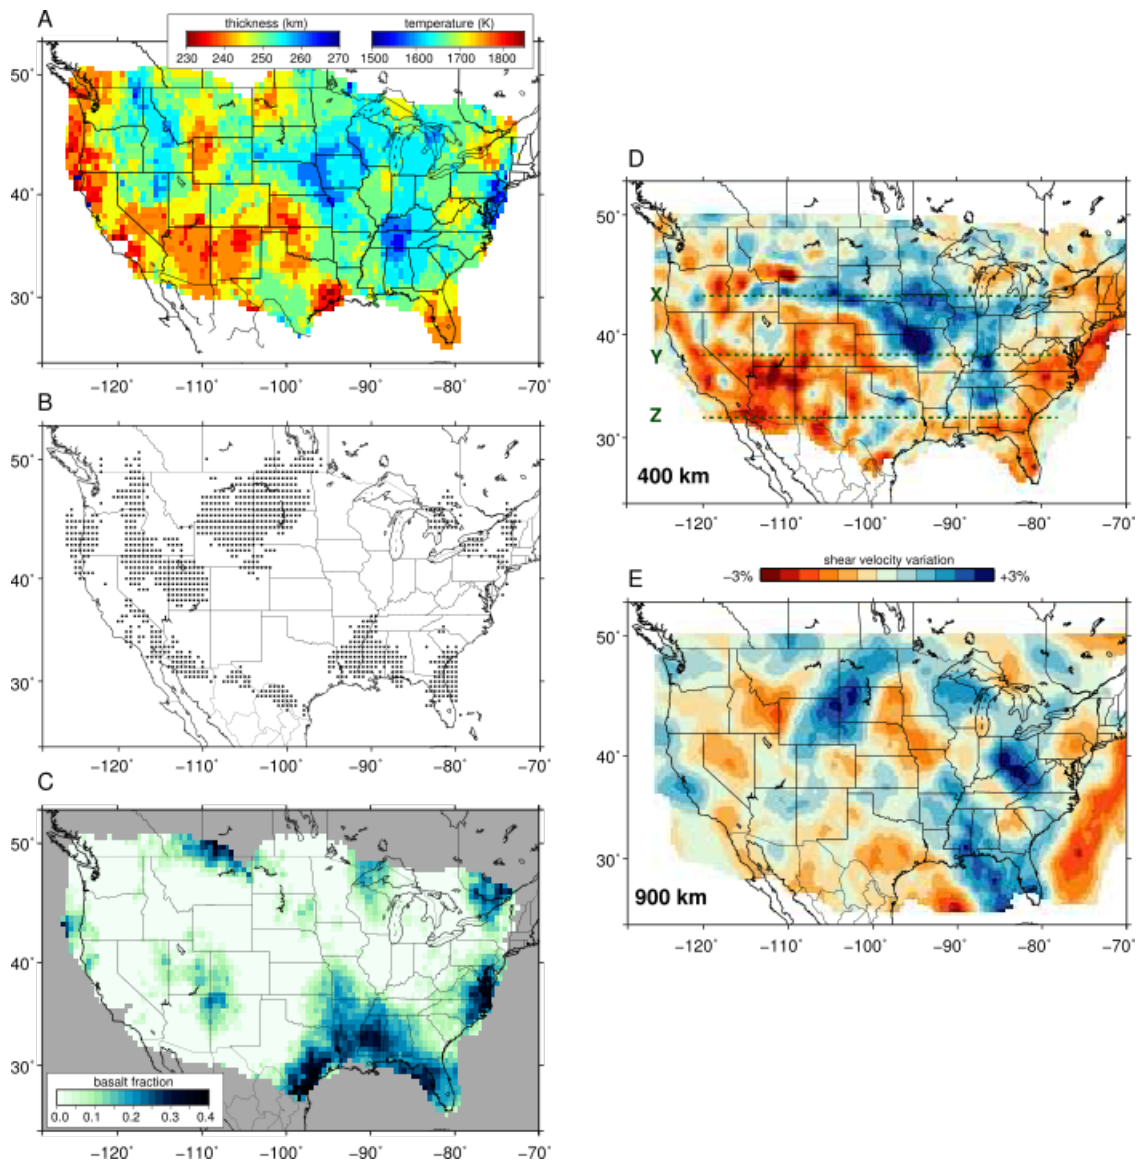 A
thickness (km)
temperature (K)
230 240 250 260 270
1500 1600 1700 1800
50˚
40˚
30˚
−120˚ −110˚ −100˚ −90˚ −80˚ −70˚
B
50˚
40˚
30˚
−120˚ −110˚ −100˚ −90˚ −80˚ −70˚
C
50˚
40˚
30˚
basalt fraction
0.0 0.1 0.2 0.3 0.4
−120˚ −110˚ −100˚ −90˚ −80˚ −70˚
D
50˚
X
40˚
Y
Z
30˚
400 km
−120˚ −110˚ −100˚ −90˚ −80˚ −70˚
shear velocity variation
−3% +3%
E
50˚
40˚
30˚
900 km
−120˚ −110˚ −100˚ −90˚ −80˚ −70˚